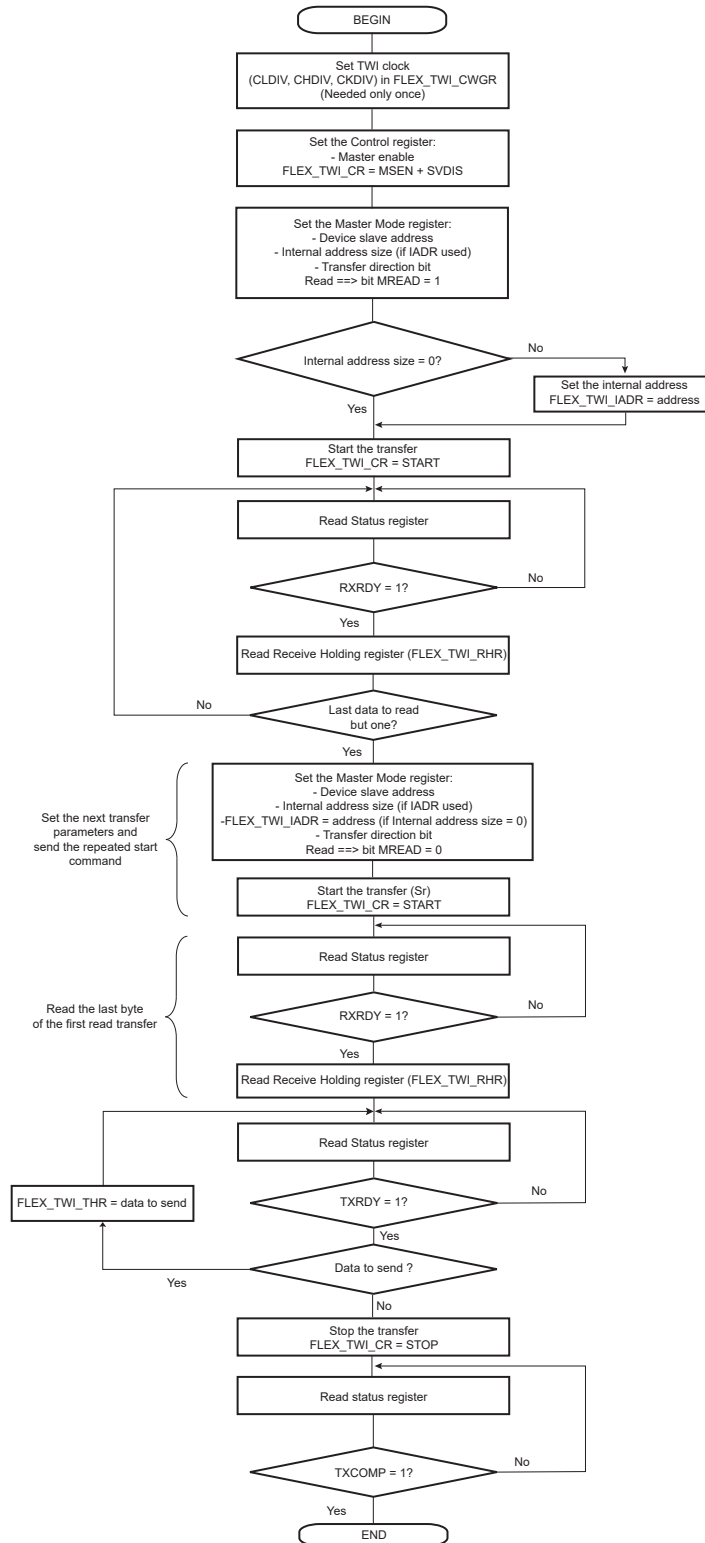 BEGIN
Set TWI clock
(CLDIV, CHDIV, CKDIV) in FLEX_TWI_CWGR
(Needed only once)
Set the Control register:
- Master enable
FLEX_TWI_CR = MSEN + SVDIS
Set the Master Mode register:
- Device slave address
- Internal address size (if IADR used)
- Transfer direction bit
Read ==> bit MREAD = 1
Internal address size = 0?
No
Set the internal address
FLEX_TWI_IADR = address
Yes
Start the transfer
FLEX_TWI_CR = START
Read Status register
RXRDY = 1?
No
Yes
Read Receive Holding register (FLEX_TWI_RHR)
Last data to read
but one?
No
Yes
Set the next transfer
parameters and
send the repeated start
command
Set the Master Mode register:
- Device slave address
- Internal address size (if IADR used)
-FLEX_TWI_IADR = address (if Internal address size = 0)
- Transfer direction bit
Read ==> bit MREAD = 0
Start the transfer (Sr)
FLEX_TWI_CR = START
Read the last byte
of the first read transfer
Read Status register
RXRDY = 1?
No
Yes
Read Receive Holding register (FLEX_TWI_RHR)
Read Status register
FLEX_TWI_THR = data to send
TXRDY = 1?
No
Yes
Data to send ?
Yes
No
Stop the transfer
FLEX_TWI_CR = STOP
Read status register
TXCOMP = 1?
No
Yes
END